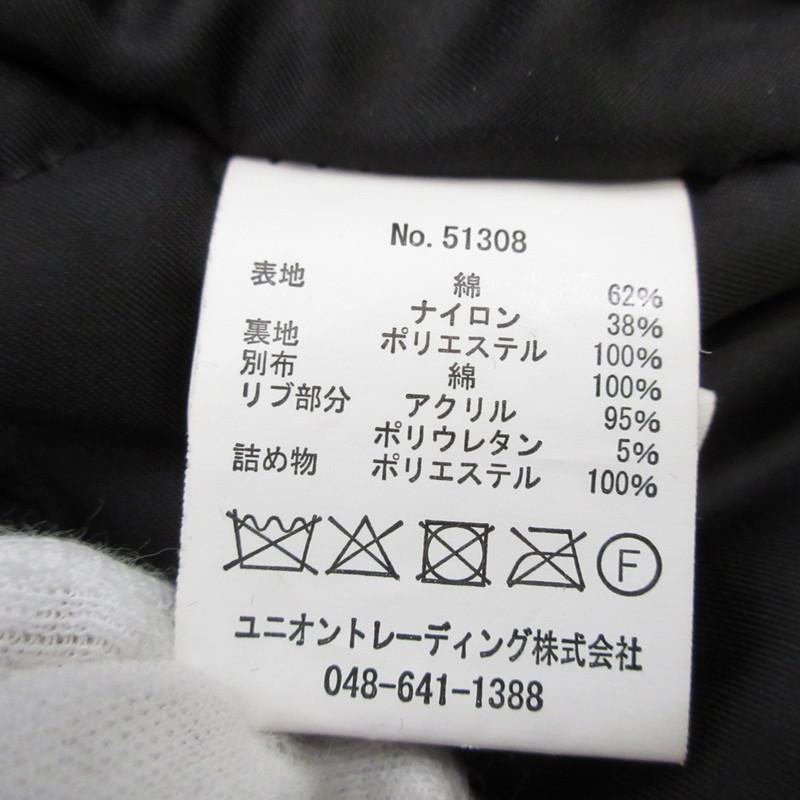 No. 51308
表地 綿 62%
ナイロン 38%
裏地 ポリエステル 100%
別布 綿 100%
リブ部分 アクリル 95%
ポリウレタン 5%
詰め物 ポリエステル 100%
F
ユニオントレーディング株式会社
048-641-1388